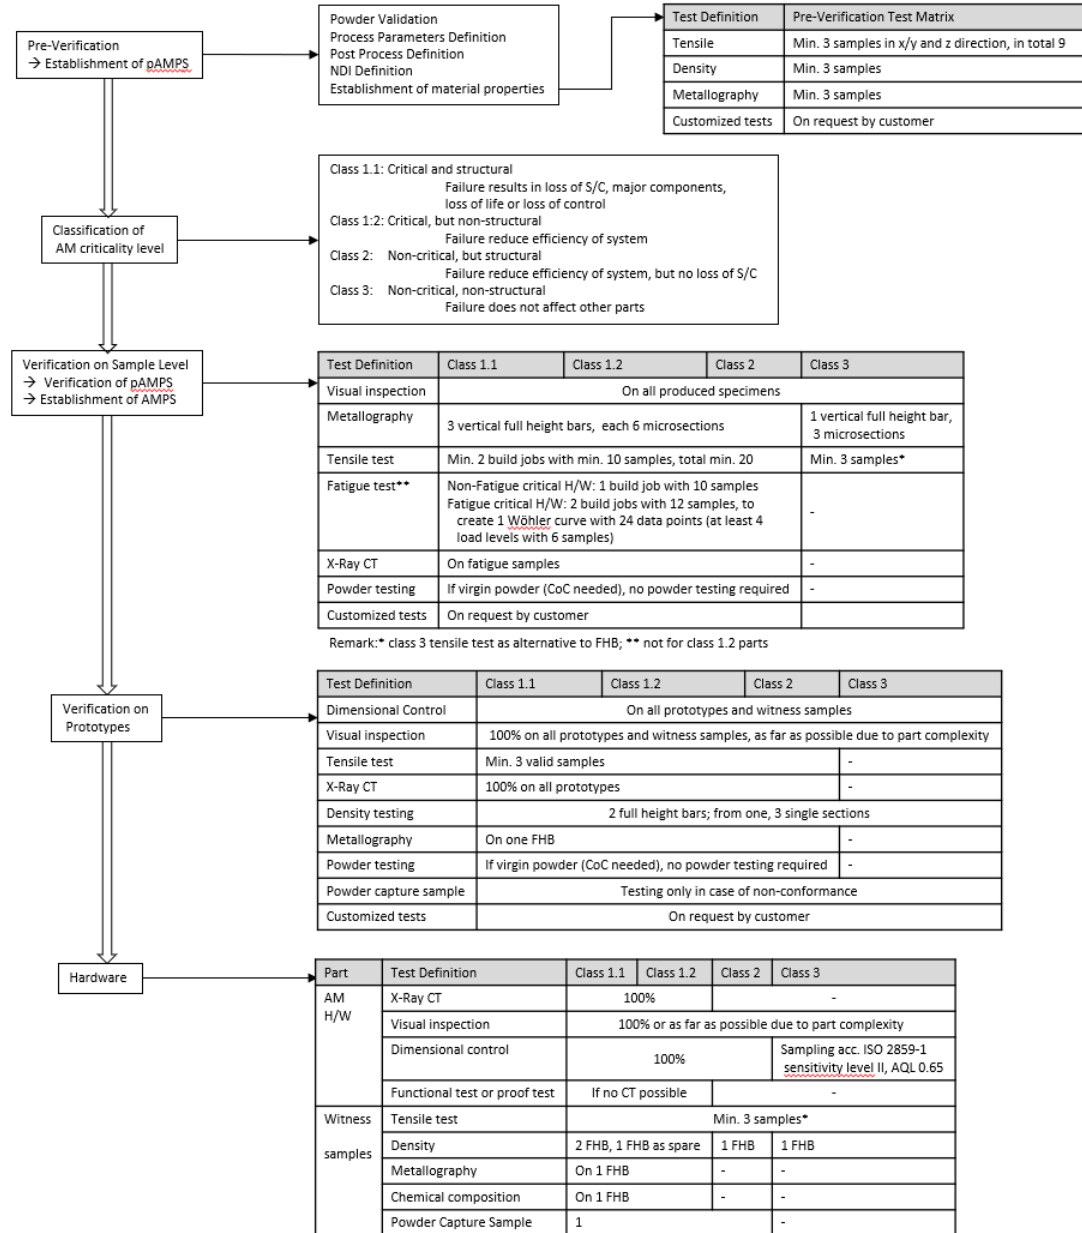 Pre-Verification
→ Establishment of pAMPS
Powder Validation
Process Parameters Definition
Post Process Definition
NDI Definition
Establishment of material properties
Test Definition Pre-Verification Test Matrix
Tensile Min. 3 samples in x/y and z direction, in total 9
Density Min. 3 samples
Metallography Min. 3 samples
Customized tests On request by customer
Classification of
AM criticality level
Class 1.1: Critical and structural
Failure results in loss of S/C, major components,
loss of life or loss of control
Class 1:2: Critical, but non-structural
Failure reduce efficiency of system
Class 2: Non-critical, but structural
Failure reduce efficiency of system, but no loss of S/C
Class 3: Non-critical, non-structural
Failure does not affect other parts
Verification on Sample Level
→ Verification of pAMPS
→ Establishment of AMPS
Test Definition Class 1.1 Class 1.2 Class 2 Class 3
Visual inspection On all produced specimens
Metallography 3 vertical full height bars, each 6 microsections 1 vertical full height bar,
3 microsections
Tensile test Min. 2 build jobs with min. 10 samples, total min. 20 Min. 3 samples*
Fatigue test** Non-Fatigue critical H/W: 1 build job with 10 samples
Fatigue critical H/W: 2 build jobs with 12 samples, to
create 1 Wöhler curve with 24 data points (at least 4
load levels with 6 samples) -
X-Ray CT On fatigue samples -
Powder testing If virgin powder (CoC needed), no powder testing required -
Customized tests On request by customer
Remark:* class 3 tensile test as alternative to FHB; ** not for class 1.2 parts
Verification on
Prototypes
Test Definition Class 1.1 Class 1.2 Class 2 Class 3
Dimensional Control On all prototypes and witness samples
Visual inspection 100% on all prototypes and witness samples, as far as possible due to part complexity
Tensile test Min. 3 valid samples -
X-Ray CT 100% on all prototypes -
Density testing 2 full height bars; from one, 3 single sections
Metallography On one FHB -
Powder testing If virgin powder (CoC needed), no powder testing required -
Powder capture sample Testing only in case of non-conformance
Customized tests On request by customer
Hardware
Part Test Definition Class 1.1 Class 1.2 Class 2 Class 3
AM
H/W X-Ray CT 100% -
Visual inspection 100% or as far as possible due to part complexity
Dimensional control 100% Sampling acc. ISO 2859-1
sensitivity level II, AQL 0.65
Functional test or proof test If no CT possible -
Witness
samples Tensile test Min. 3 samples*
Density 2 FHB, 1 FHB as spare 1 FHB 1 FHB
Metallography On 1 FHB - -
Chemical composition On 1 FHB - -
Powder Capture Sample 1 -